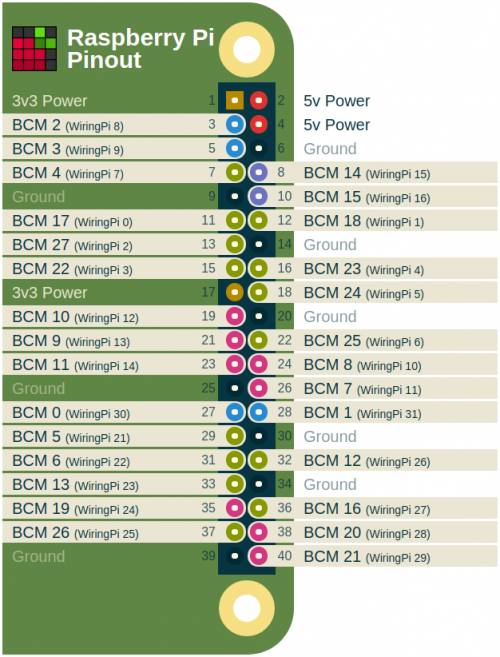 Raspberry Pi
Pinout
3v3 Power 1 2 5v Power
BCM 2 (WiringPi 8) 3 4 5v Power
BCM 3 (WiringPi 9) 5 6 Ground
BCM 4 (WiringPi 7) 7 8 BCM 14 (WiringPi 15)
Ground 9 10 BCM 15 (WiringPi 16)
BCM 17 (WiringPi 0) 11 12 BCM 18 (WiringPi 1)
BCM 27 (WiringPi 2) 13 14 Ground
BCM 22 (WiringPi 3) 15 16 BCM 23 (WiringPi 4)
3v3 Power 17 18 BCM 24 (WiringPi 5)
BCM 10 (WiringPi 12) 19 20 Ground
BCM 9 (WiringPi 13) 21 22 BCM 25 (WiringPi 6)
BCM 11 (WiringPi 14) 23 24 BCM 8 (WiringPi 10)
Ground 25 26 BCM 7 (WiringPi 11)
BCM 0 (WiringPi 30) 27 28 BCM 1 (WiringPi 31)
BCM 5 (WiringPi 21) 29 30 Ground
BCM 6 (WiringPi 22) 31 32 BCM 12 (WiringPi 26)
BCM 13 (WiringPi 23) 33 34 Ground
BCM 19 (WiringPi 24) 35 36 BCM 16 (WiringPi 27)
BCM 26 (WiringPi 25) 37 38 BCM 20 (WiringPi 28)
Ground 39 40 BCM 21 (WiringPi 29)